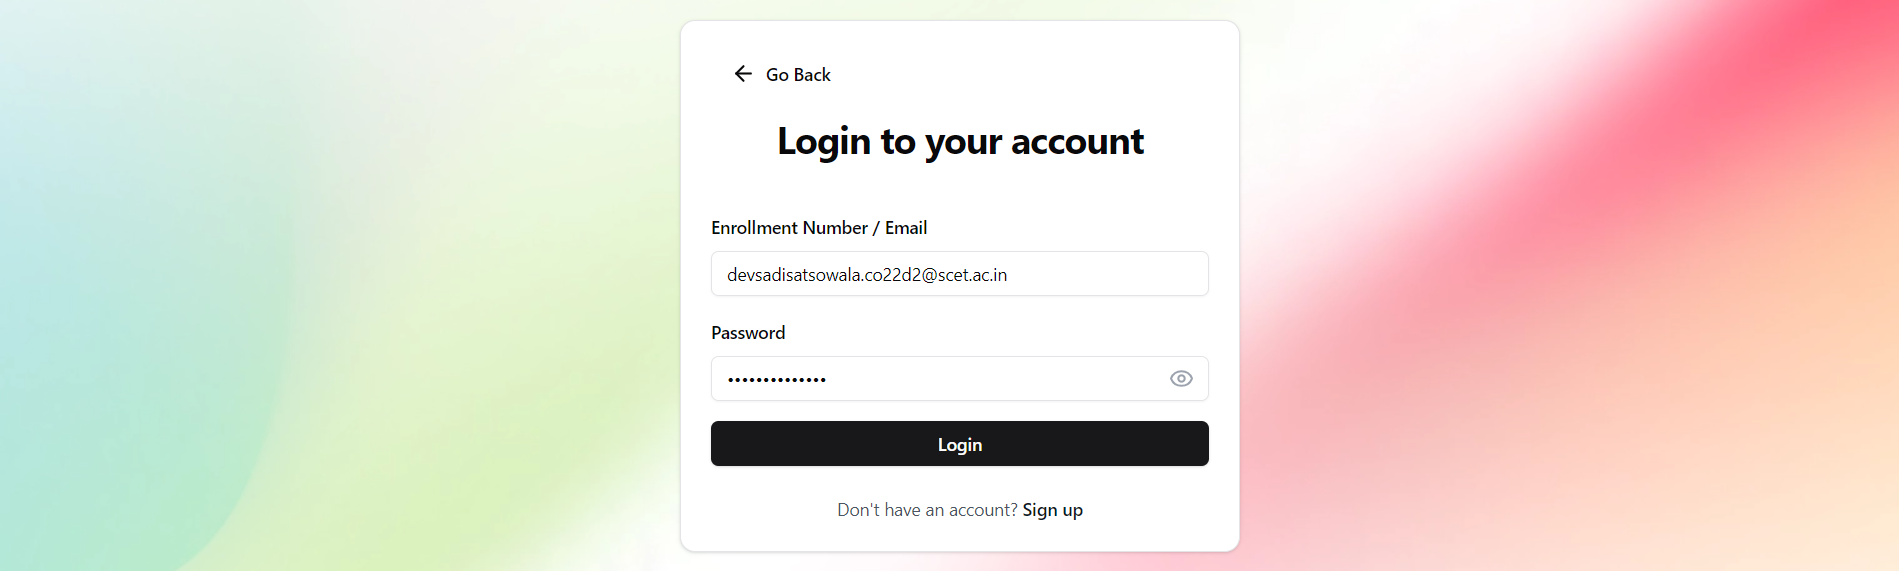 Go Back
Login to your account
Enrollment Number / Email
devsadisatsowala.co22d2@scet.ac.in
Password
••••••••••••••
Login
Don't have an account? Sign up